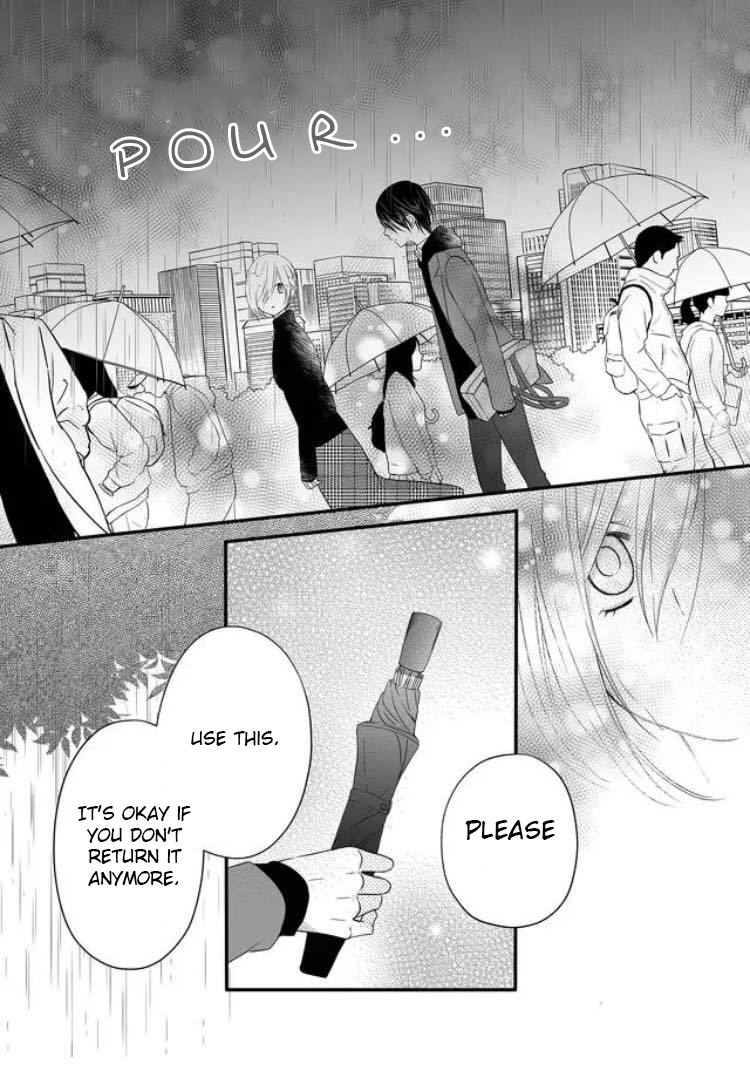 POUR...
PLEASE
USE THIS.
IT'S OKAY IF
YOU DON'T
RETURN IT
ANYMORE.